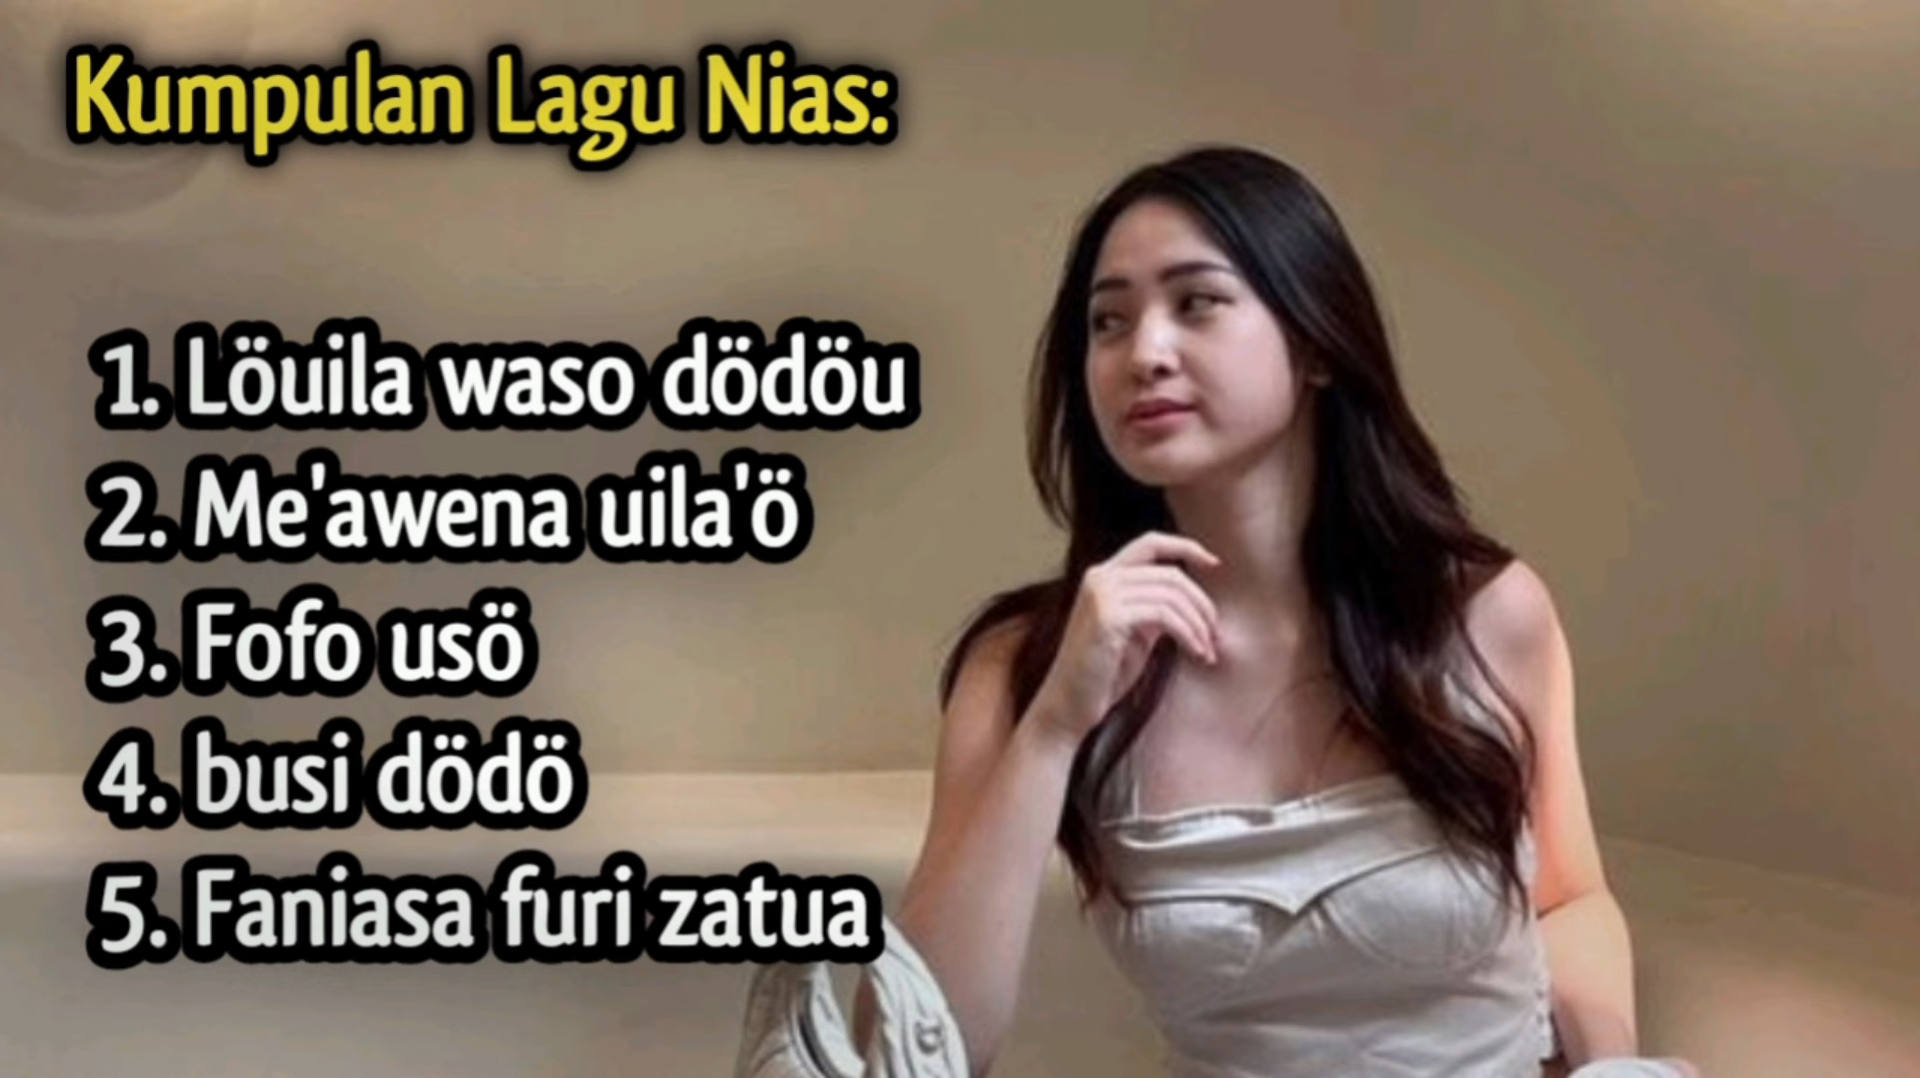 Kumpulan Lagu Nias:
1. Löuila waso dödöu
2. Me'awena uila'ö
3. Fofo usö
4. busi dödö
5. Faniasa furi zatua